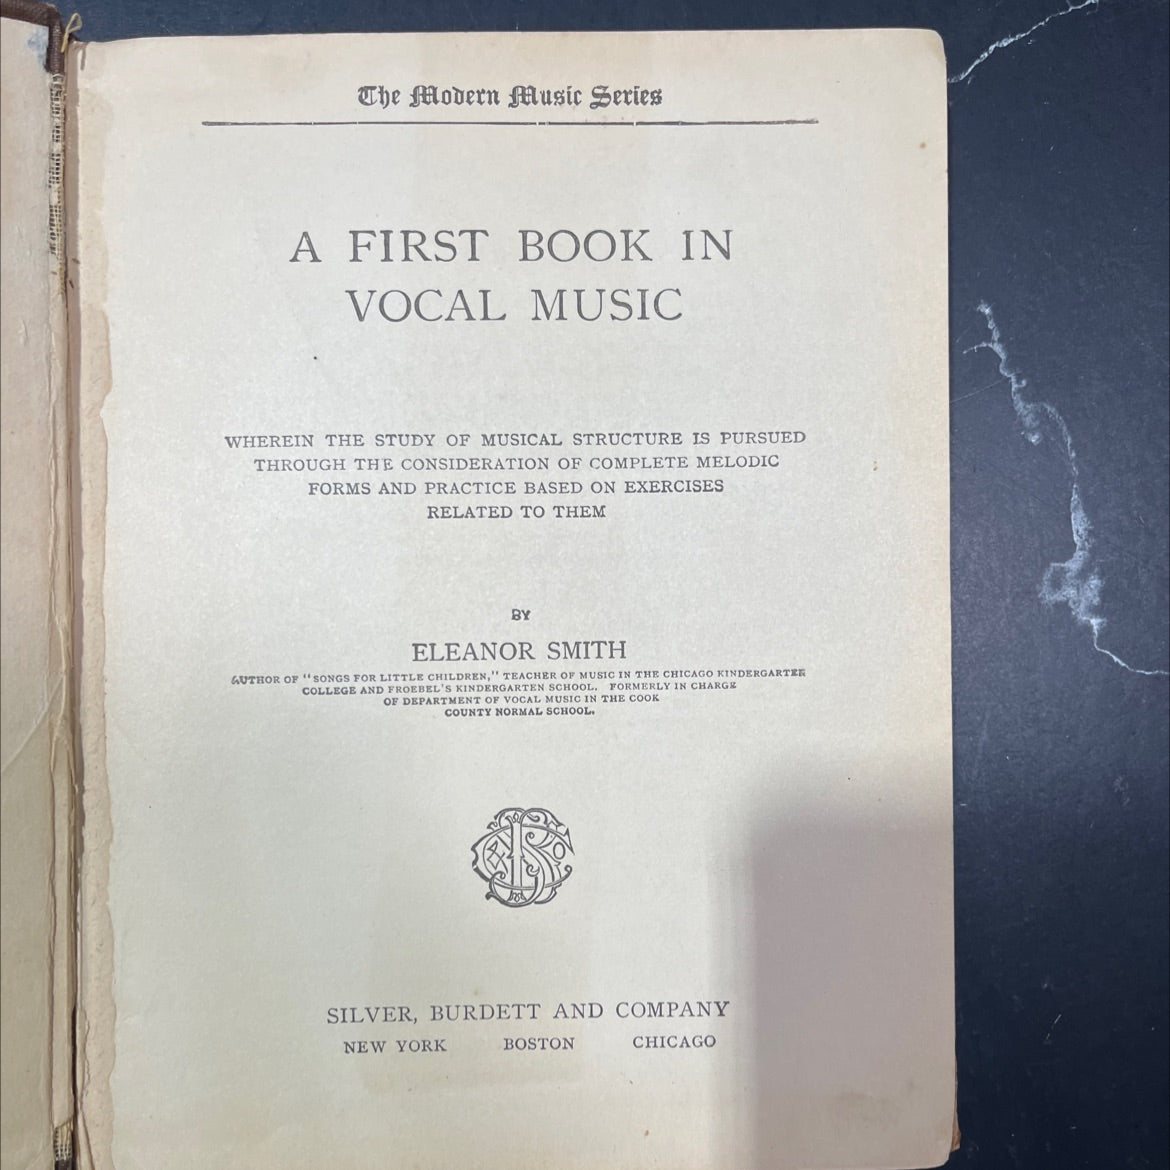 The Modern Music Series
A FIRST BOOK IN
VOCAL MUSIC
WHEREIN THE STUDY OF MUSICAL STRUCTURE IS PURSUED
THROUGH THE CONSIDERATION OF COMPLETE MELODIC
FORMS AND PRACTICE BASED ON EXERCISES
RELATED TO THEM
BY
ELEANOR SMITH
AUTHOR OF "SONGS FOR LITTLE CHILDREN," TEACHER OF MUSIC IN THE CHICAGO KINDERGARTEN
COLLEGE AND FROEBEL'S KINDERGARTEN SCHOOL. FORMERLY IN CHARGE
OF DEPARTMENT OF VOCAL MUSIC IN THE COOK
COUNTY NORMAL SCHOOL.
SILVER, BURDETT AND COMPANY
NEW YORK BOSTON CHICAGO